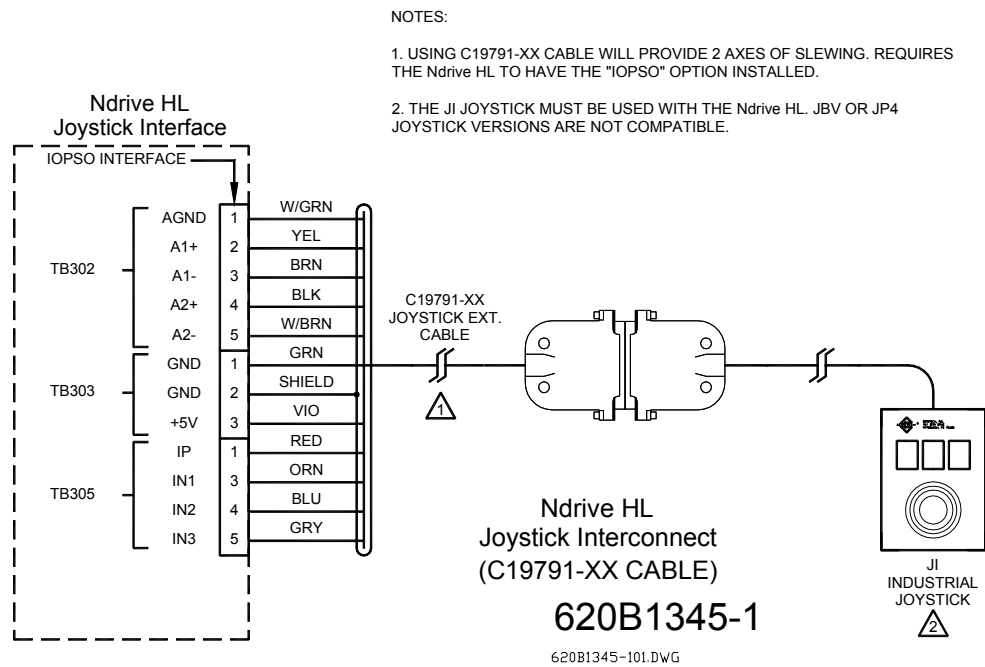 NOTES:
1. USING C19791-XX CABLE WILL PROVIDE 2 AXES OF SLEWING. REQUIRES
THE Ndrive HL TO HAVE THE "IOPSO" OPTION INSTALLED.
2. THE JI JOYSTICK MUST BE USED WITH THE Ndrive HL. JBV OR JP4
JOYSTICK VERSIONS ARE NOT COMPATIBLE.
Ndrive HL
Joystick Interface
IOPSO INTERFACE
TB302
AGND 1 W/GRN
A1+ 2 YEL
A1- 3 BRN
A2+ 4 BLK
A2- 5 W/BRN
TB303
GND 1 GRN
GND 2 SHIELD
+5V 3 VIO
TB305
IP 1 RED
IN1 3 ORN
IN2 4 BLU
IN3 5 GRY
C19791-XX
JOYSTICK EXT.
CABLE
1
JI
INDUSTRIAL
JOYSTICK
2
Ndrive HL
Joystick Interconnect
(C19791-XX CABLE)
620B1345-1
620B1345-101.DWG